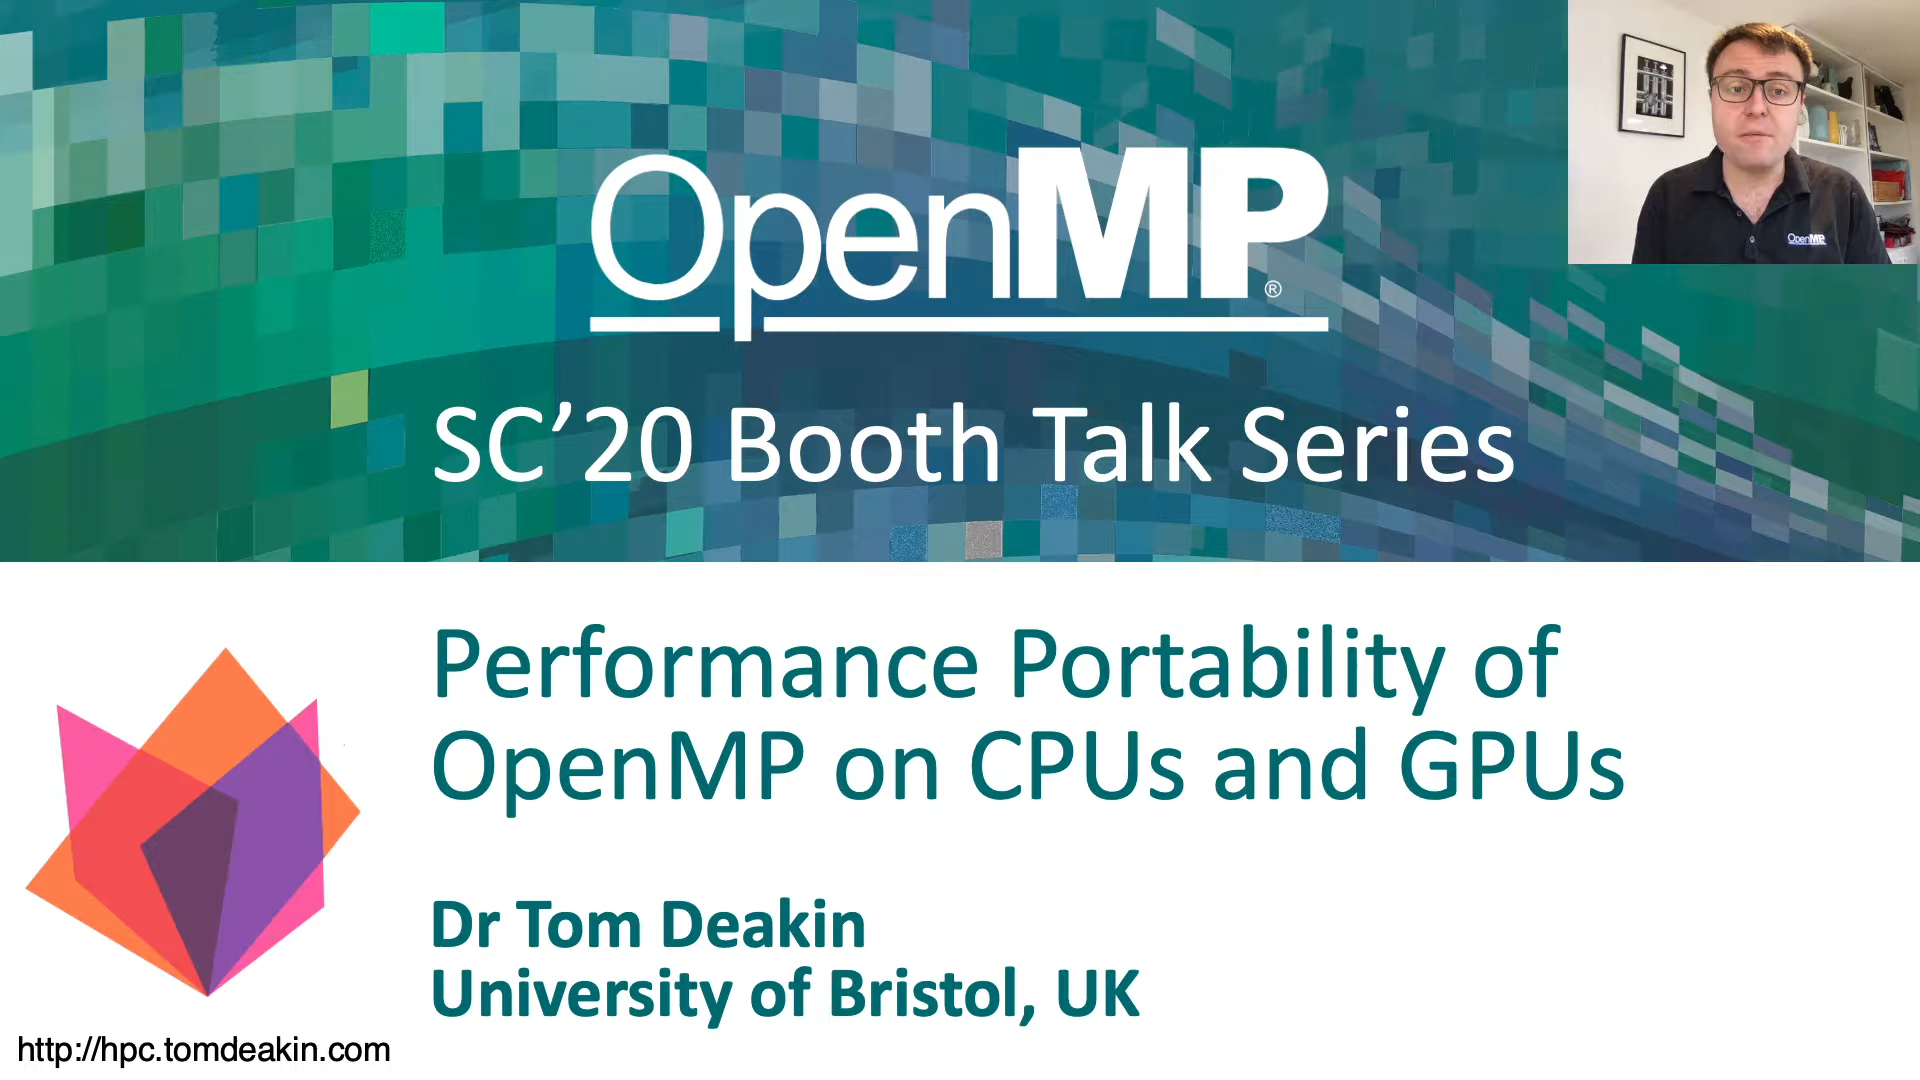 OpenMP®
SC’20 Booth Talk Series
OpenMP
Performance Portability of
OpenMP on CPUs and GPUs
Dr Tom Deakin
University of Bristol, UK
http://hpc.tomdeakin.com